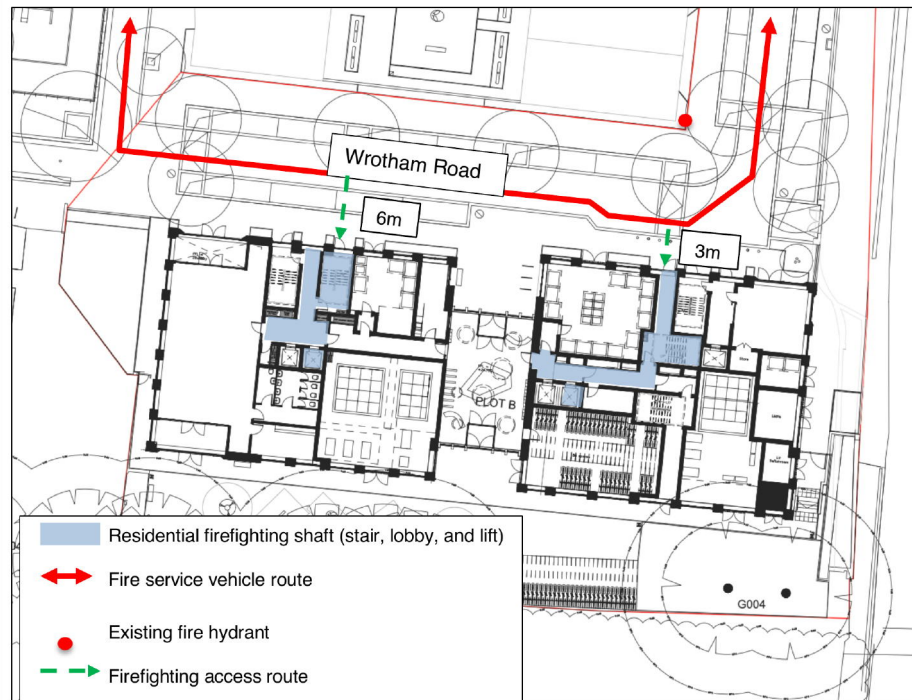 Wrotham Road
6m
3m
PLOT B
Residential firefighting shaft (stair, lobby, and lift)
Fire service vehicle route
Existing fire hydrant
Firefighting access route
G004